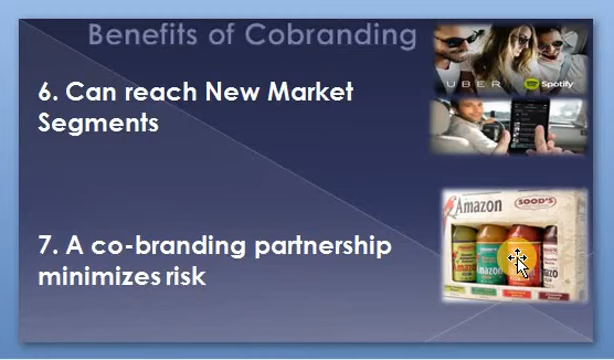 Benefits of Cobranding
6. Can reach New Market
Segments
UBER
Spotify
7. A co-branding partnership
minimizes risk
Amazon
SOOD'S
Amazon